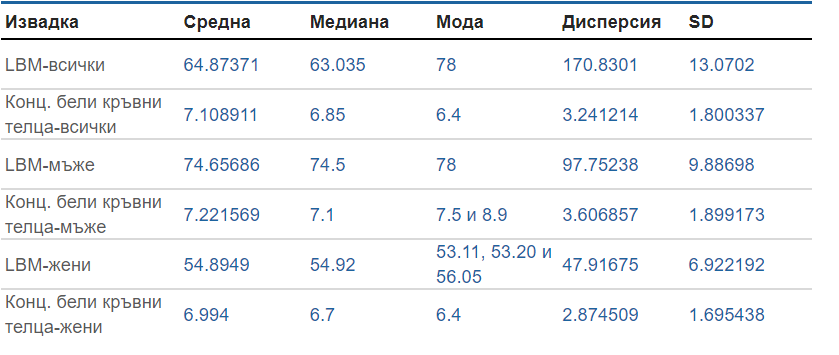 Извадка Средна Медиана Мода Дисперсия SD
LBM-всички 64.87371 63.035 78 170.8301 13.0702
Конц. бели кръвни
телца-всички 7.108911 6.85 6.4 3.241214 1.800337
LBM-мъже 74.65686 74.5 78 97.75238 9.88698
Конц. бели кръвни
телца-мъже 7.221569 7.1 7.5 и 8.9 3.606857 1.899173
LBM-жени 54.8949 54.92 53.11, 53.20 и
56.05 47.91675 6.922192
Конц. бели кръвни
телца-жени 6.994 6.7 6.4 2.874509 1.695438